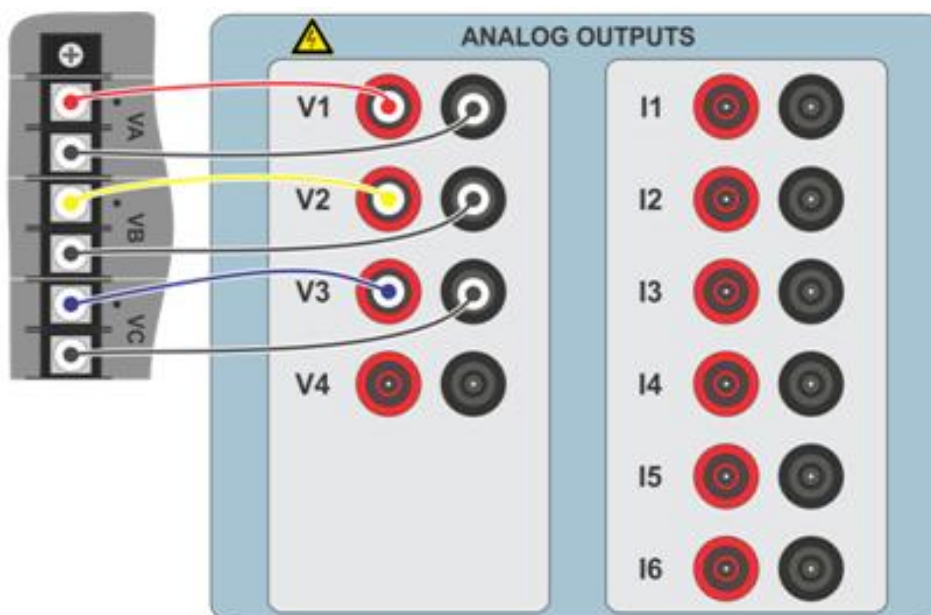 ANALOG OUTPUTS
VA
VB
VC
V1
V2
V3
V4
I1
I2
I3
I4
I5
I6